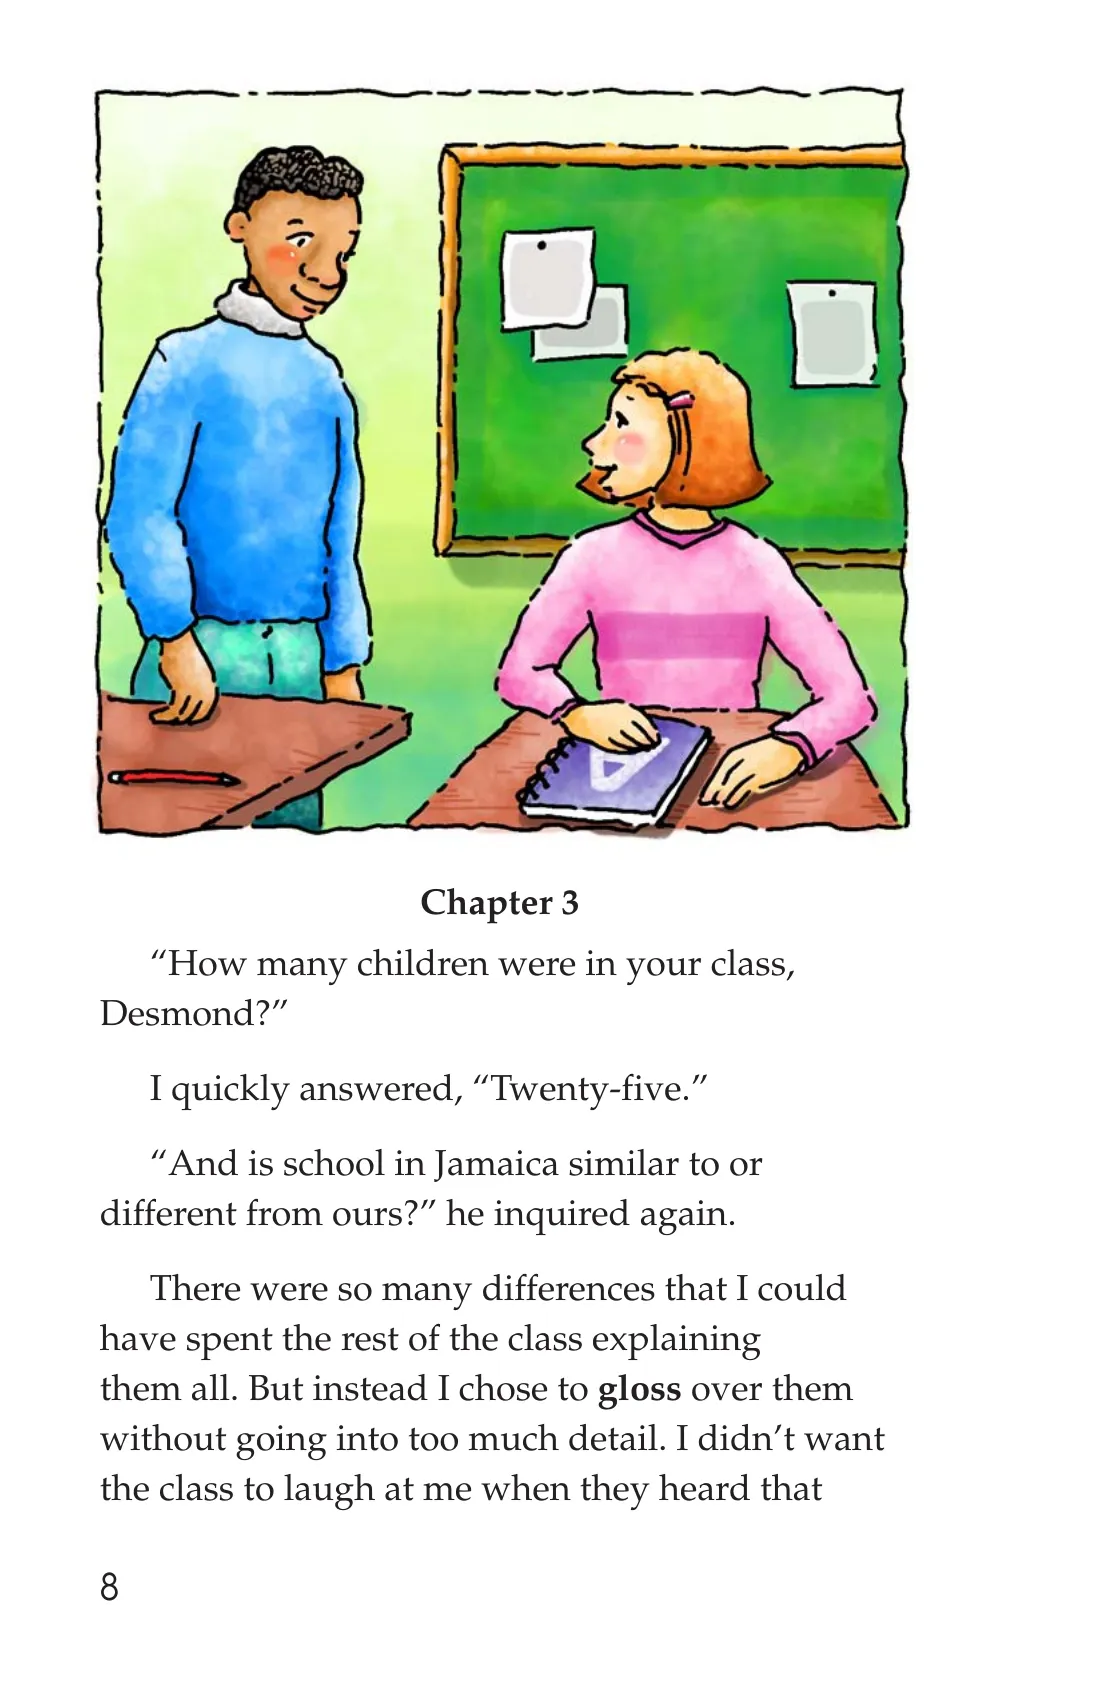 A
Chapter 3
“How many children were in your class,
Desmond?”
I quickly answered, “Twenty-five.”
“And is school in Jamaica similar to or
different from ours?” he inquired again.
There were so many differences that I could
have spent the rest of the class explaining
them all. But instead I chose to gloss over them
without going into too much detail. I didn’t want
the class to laugh at me when they heard that
8